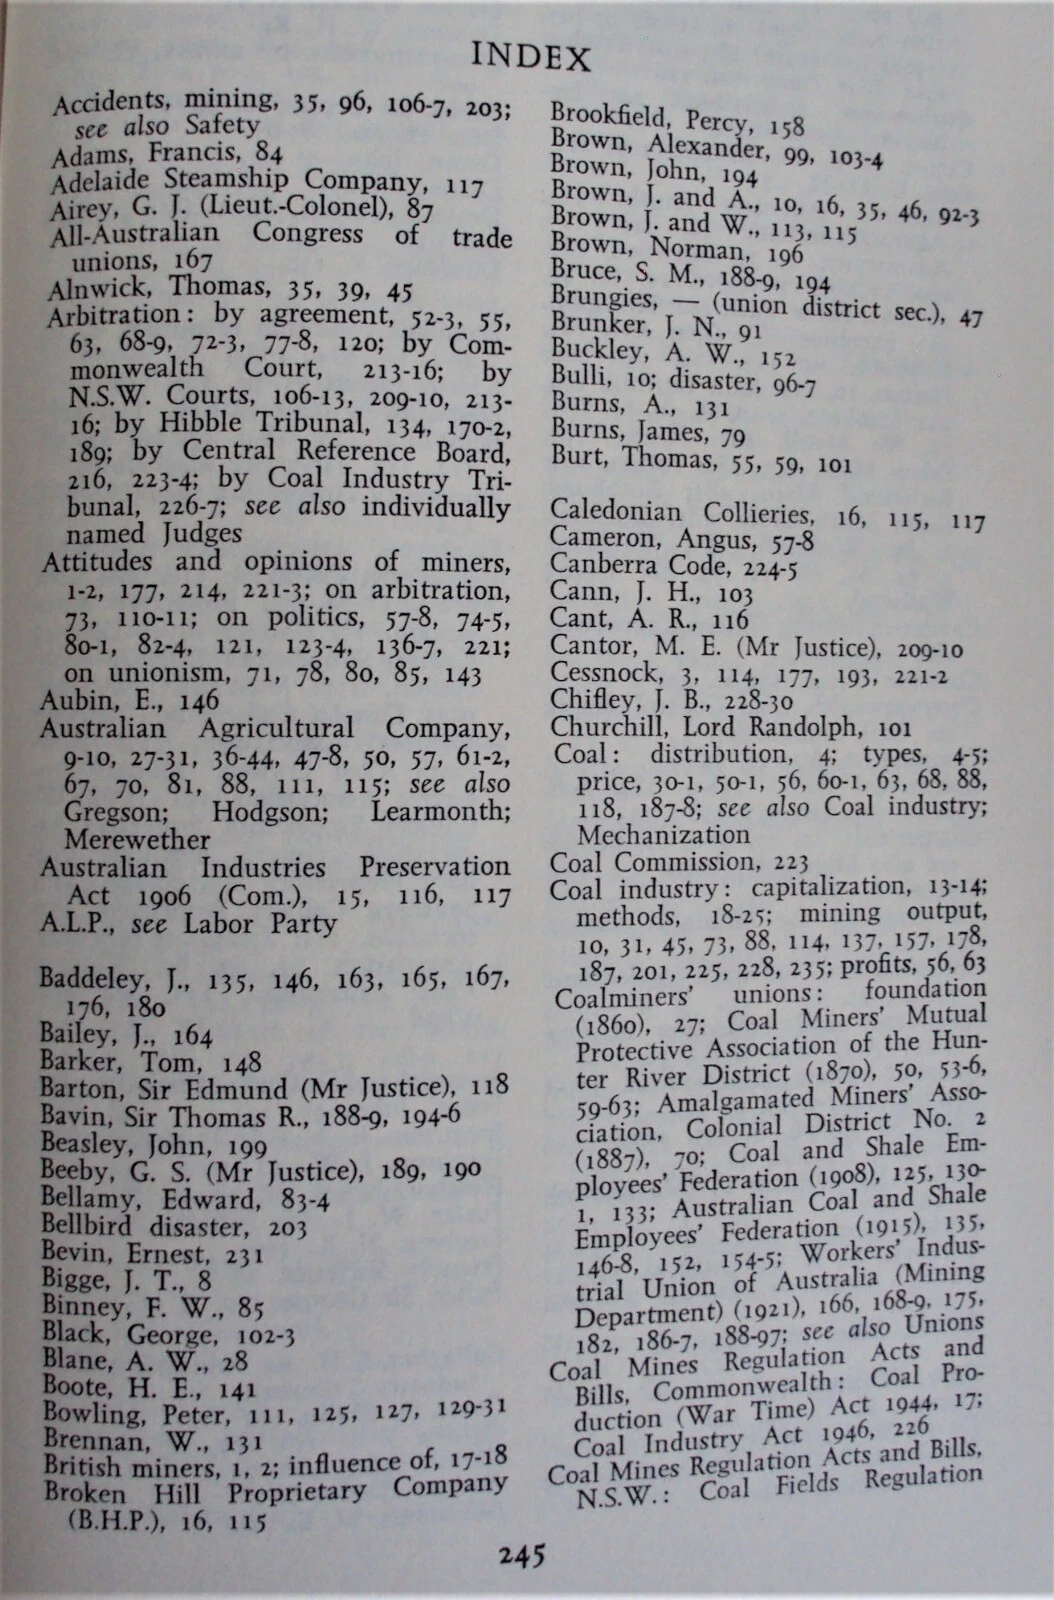 INDEX
Accidents, mining, 35, 96, 106-7, 203;
see also Safety
Adams, Francis, 84
Adelaide Steamship Company, 117
Airey, G. J. (Lieut.-Colonel), 87
All-Australian Congress of trade
unions, 167
Alnwick, Thomas, 35, 39, 45
Arbitration: by agreement, 52-3, 55,
63, 68-9, 72-3, 77-8, 120; by Com-
monwealth Court, 213-16; by
N.S.W. Courts, 106-13, 209-10, 213-
16; by Hibble Tribunal, 134, 170-2,
189; by Central Reference Board,
216, 223-4; by Coal Industry Tri-
bunal, 226-7; see also individually
named Judges
Attitudes and opinions of miners,
1-2, 177, 214, 221-3; on arbitration,
73, 110-11; on politics, 57-8, 74-5,
80-1, 82-4, 121, 123-4, 136-7, 221;
on unionism, 71, 78, 80, 85, 143
Aubin, E., 146
Australian Agricultural Company,
9-10, 27-31, 36-44, 47-8, 50, 57, 61-2,
67, 70, 81, 88, 111, 115; see also
Gregson; Hodgson; Learmonth;
Merewether
Australian Industries Preservation
Act 1906 (Com.), 15, 116, 117
A.L.P., see Labor Party
Baddeley, J., 135, 146, 163, 165, 167,
176, 180
Bailey, J., 164
Barker, Tom, 148
Barton, Sir Edmund (Mr Justice), 118
Bavin, Sir Thomas R., 188-9, 194-6
Beasley, John, 199
Beeby, G. S. (Mr Justice), 189, 190
Bellamy, Edward, 83-4
Bellbird disaster, 203
Bevin, Ernest, 231
Bigge, J. T., 8
Binney, F. W., 85
Black, George, 102-3
Blane, A. W., 28
Boote, H. E., 141
Bowling, Peter, 111, 125, 127, 129-31
Brennan, W., 131
British miners, 1, 2; influence of, 17-18
Broken Hill Proprietary Company
(B.H.P.), 16, 115
Brookfield, Percy, 158
Brown, Alexander, 99, 103-4
Brown, John, 194
Brown, J. and A., 10, 16, 35, 46, 92-3
Brown, J. and W., 113, 115
Brown, Norman, 196
Bruce, S. M., 188-9, 194
Brungies, — (union district sec.), 47
Brunker, J. N., 91
Buckley, A. W., 152
Bulli, 10; disaster, 96-7
Burns, A., 131
Burns, James, 79
Burt, Thomas, 55, 59, 101
Caledonian Collieries, 16, 115, 117
Cameron, Angus, 57-8
Canberra Code, 224-5
Cann, J. H., 103
Cant, A. R., 116
Cantor, M. E. (Mr Justice), 209-10
Cessnock, 3, 114, 177, 193, 221-2
Chifley, J. B., 228-30
Churchill, Lord Randolph, 101
Coal: distribution, 4; types, 4-5;
price, 30-1, 50-1, 56, 60-1, 63, 68, 88,
118, 187-8; see also Coal industry;
Mechanization
Coal Commission, 223
Coal industry: capitalization, 13-14;
methods, 18-25; mining output,
10, 31, 45, 73, 88, 114, 137, 157, 178,
187, 201, 225, 228, 235; profits, 56, 63
Coalminers' unions: foundation
(1860), 27; Coal Miners' Mutual
Protective Association of the Hun-
ter River District (1870), 50, 53-6,
59-63; Amalgamated Miners' Asso-
ciation, Colonial District No. 2
(1887), 70; Coal and Shale Em-
ployees' Federation (1908), 125, 130-
1, 133; Australian Coal and Shale
Employees' Federation (1915), 135,
146-8, 152, 154-5; Workers' Indus-
trial Union of Australia (Mining
Department) (1921), 166, 168-9, 175,
182, 186-7, 188-97; see also Unions
Coal Mines Regulation Acts and
Bills, Commonwealth: Coal Pro-
duction (War Time) Act 1944, 17;
Coal Industry Act 1946, 226
Coal Mines Regulation Acts and Bills,
N.S.W.: Coal Fields Regulation
245